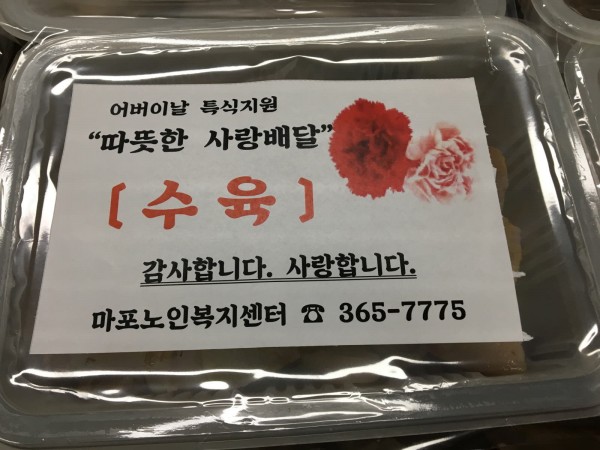 어버이날 특식지원
“따뜻한 사랑배달”
[수육]
감사합니다. 사랑합니다.
마포노인복지센터 ☎ 365-7775